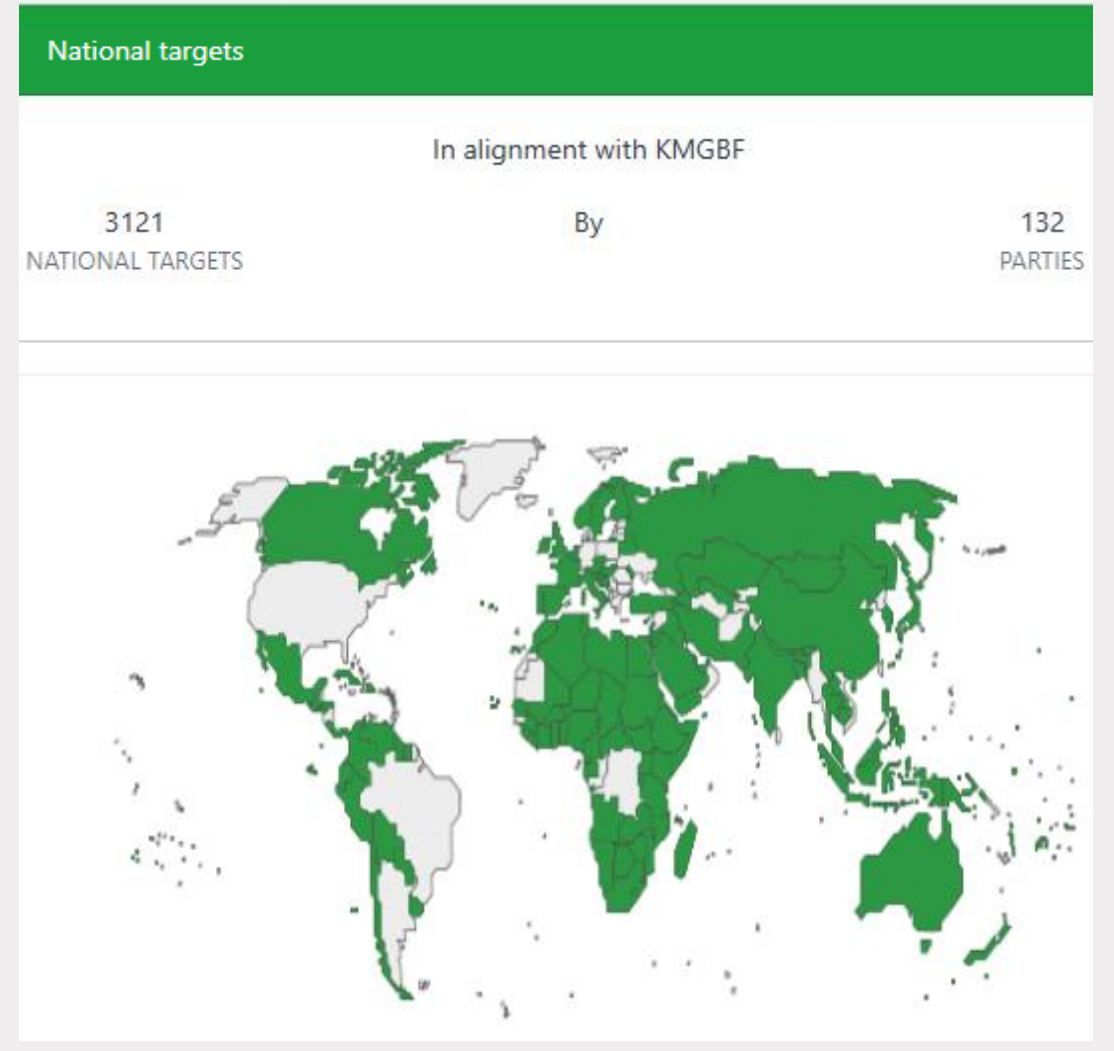 National targets
In alignment with KMGBF
3121 By 132
NATIONAL TARGETS PARTIES